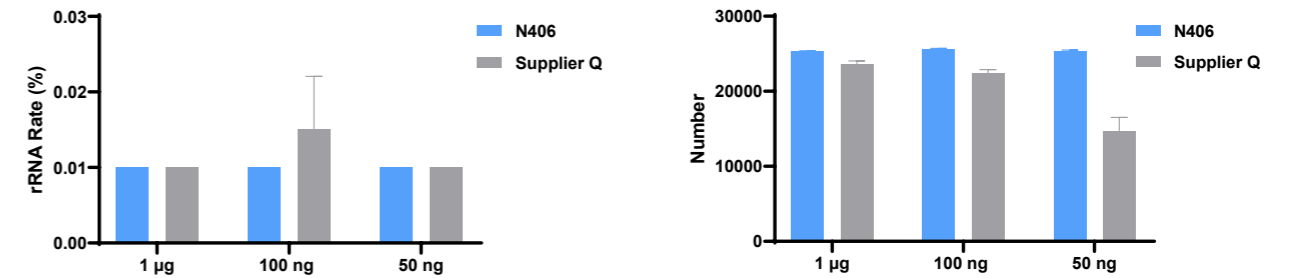 rRNA Rate (%)
0.03
0.02
0.01
0.00
1 µg
100 ng
50 ng
N406
Supplier Q
Number
30000
20000
10000
0
1 µg
100 ng
50 ng
N406
Supplier Q